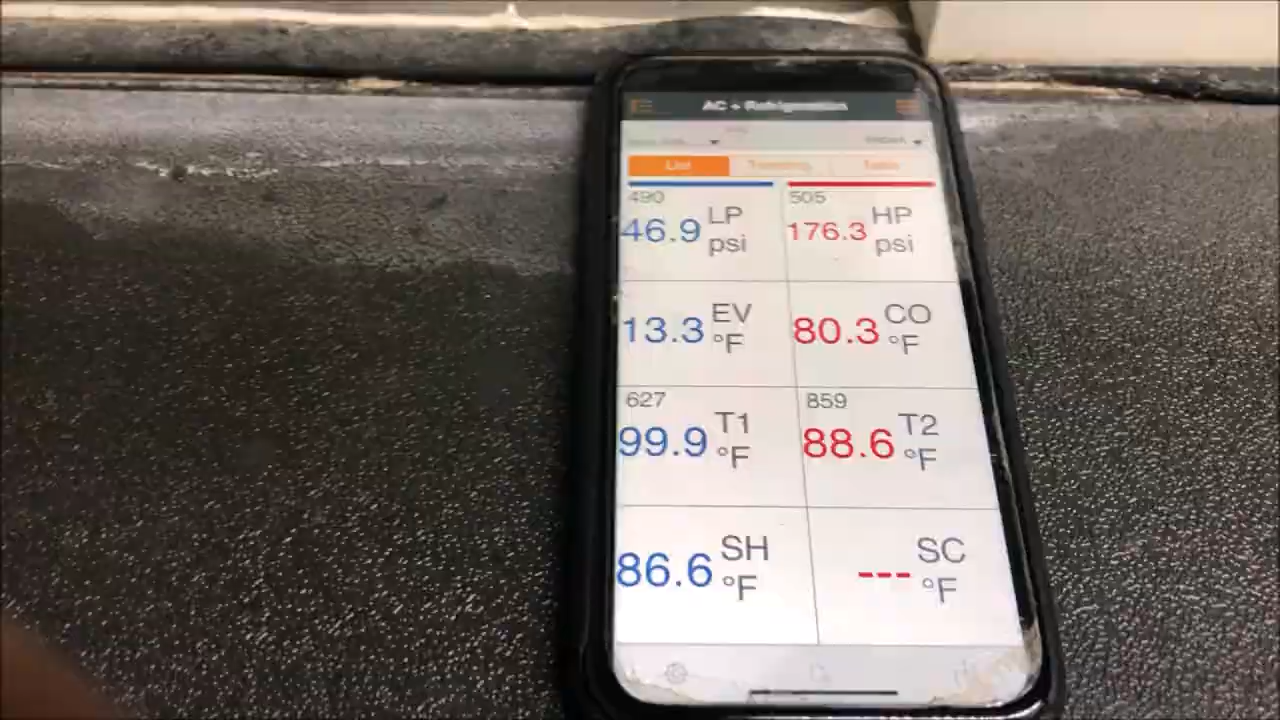 AC + Refrigeration
List
490 505
46.9 LP psi 176.3 HP psi
13.3 EV °F 80.3 CO °F
627 859
99.9 T1 °F 88.6 T2 °F
86.6 SH °F --- SC °F